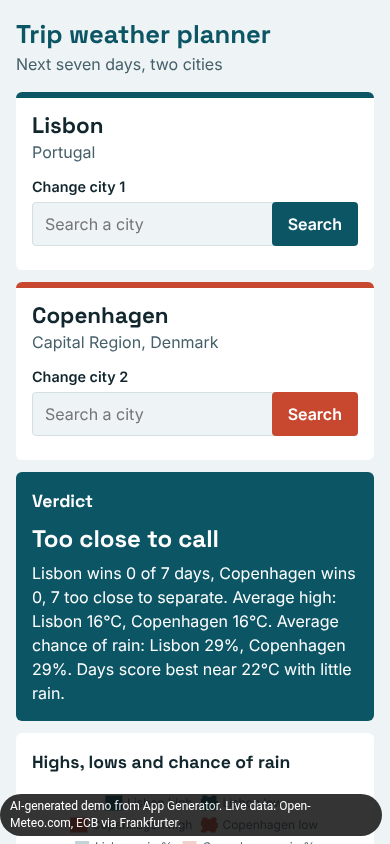 Trip weather planner
Next seven days, two cities
Lisbon
Portugal
Change city 1
Search a city
Search
Copenhagen
Capital Region, Denmark
Change city 2
Search a city
Search
Verdict
Too close to call
Lisbon wins 0 of 7 days, Copenhagen wins
0, 7 too close to separate. Average high:
Lisbon 16°C, Copenhagen 16°C. Average
chance of rain: Lisbon 29%, Copenhagen
29%. Days score best near 22°C with little
rain.
Highs, lows and chance of rain
AI-generated demo from App Generator. Live data: Open-
Meteo.com, ECB via Frankfurter.
Copenhagen low